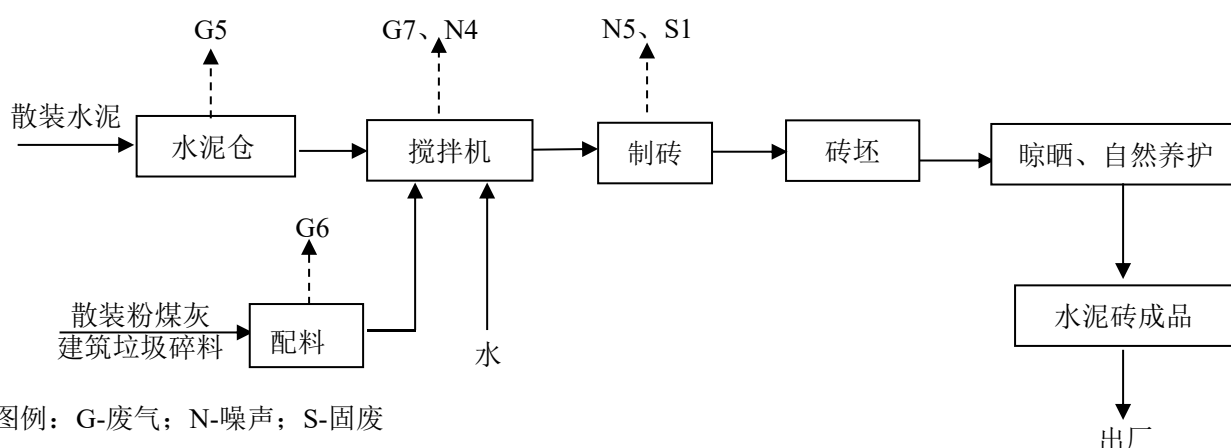 G5
G7、N4
N5、S1
散装水泥
水泥仓
搅拌机
制砖
砖坯
晾晒、自然养护
G6
散装粉煤灰
建筑垃圾碎料
配料
水
水泥砖成品
图例：G-废气；N-噪声；S-固废
出厂